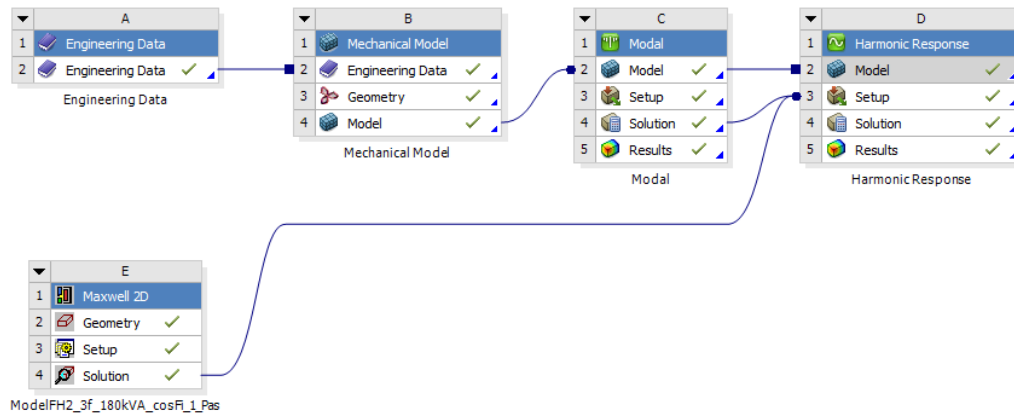 A
1 Engineering Data
2 Engineering Data
Engineering Data
B
1 Mechanical Model
2 Engineering Data
3 Geometry
4 Model
Mechanical Model
C
1 Modal
2 Model
3 Setup
4 Solution
5 Results
Modal
D
1 Harmonic Response
2 Model
3 Setup
4 Solution
5 Results
Harmonic Response
E
1 Maxwell 2D
2 Geometry
3 Setup
4 Solution
ModelFH2_3f_180kVA_cosFi_1_Pas